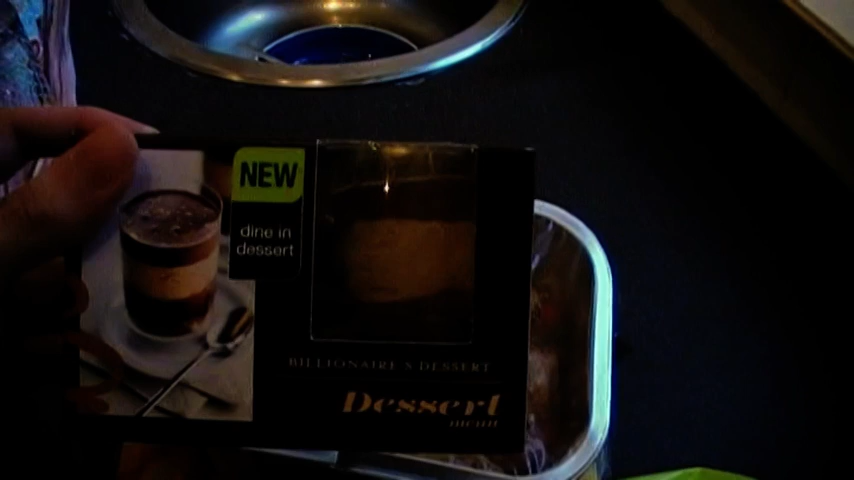 NEW
dine in
dessert
BILLIONAIRE'S DESSERT
Dessert
menu